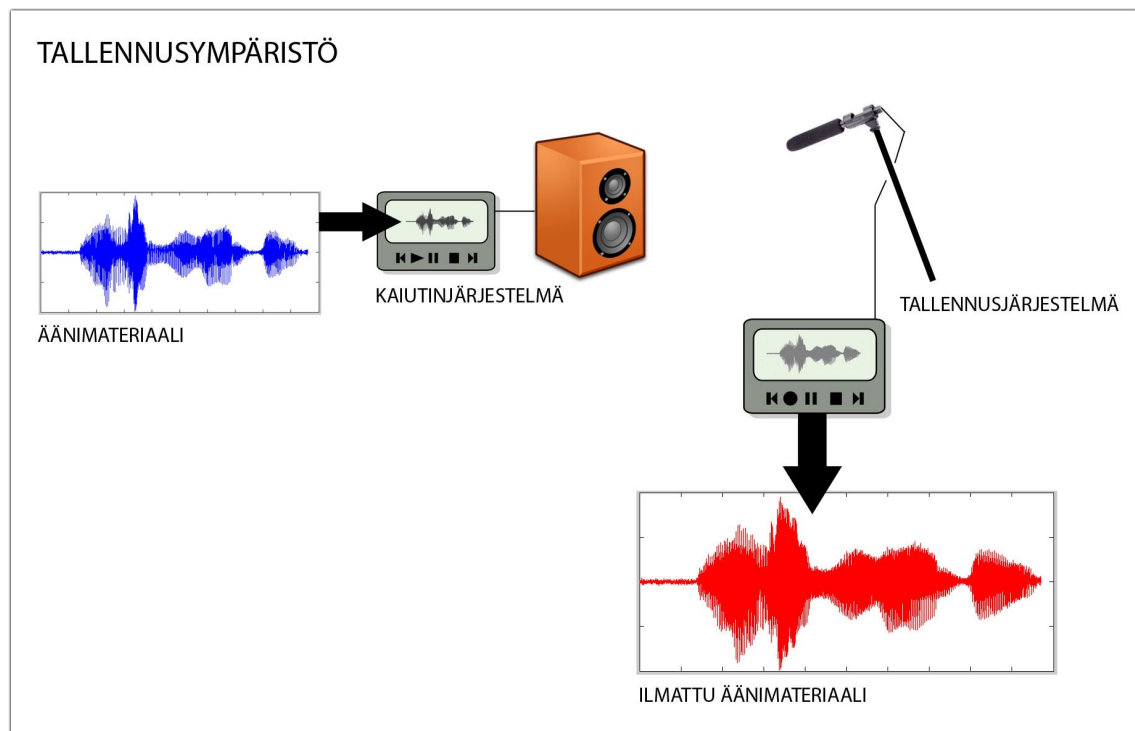 TALLENNUSYMPÄRISTÖ
ÄÄNIMATERIAALI
KAIUTINJÄRJESTELMÄ
TALLENNUSJÄRJESTELMÄ
ILMATTU ÄÄNIMATERIAALI